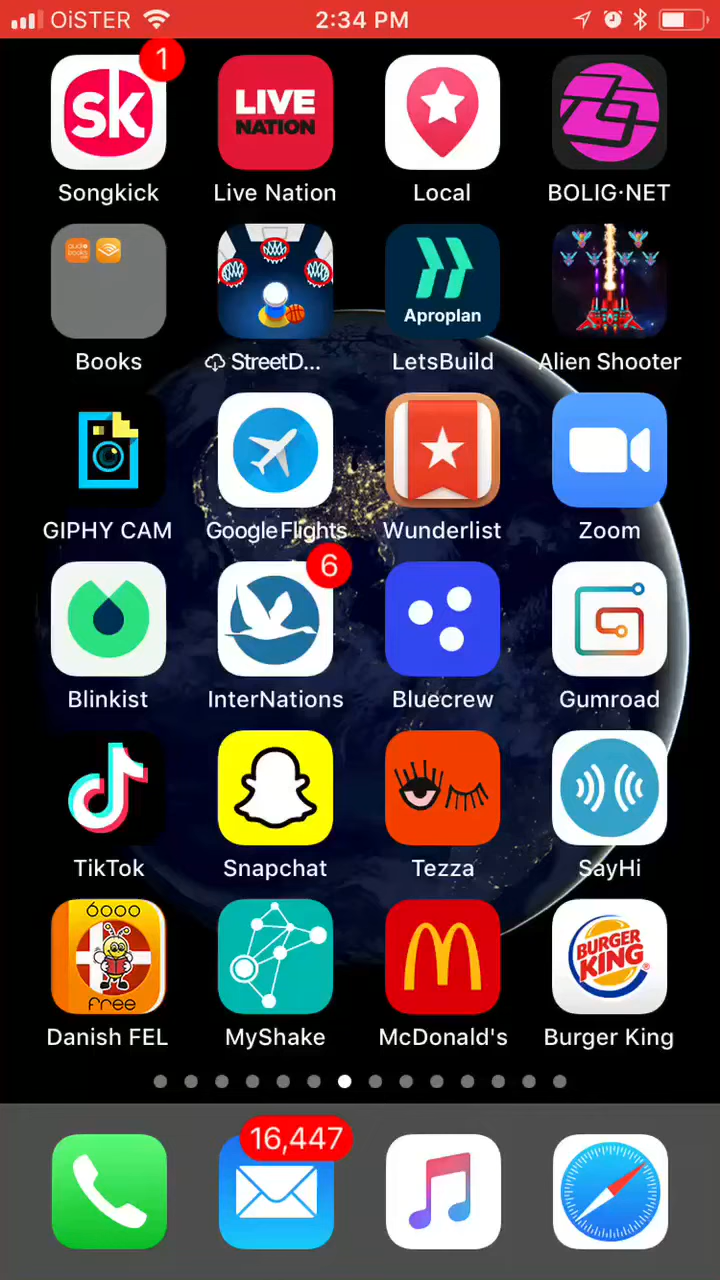 OiSTER 2:34 PM
1
sk
LIVE
NATION
Songkick Live Nation Local BOLIG·NET
audio
books
Aproplan
Books StreetD... LetsBuild Alien Shooter
GIPHY CAM Google Flights Wunderlist Zoom
6
Blinkist InterNations Bluecrew Gumroad
TikTok Snapchat Tezza SayHi
6000
free
BURGER
KING
Danish FEL MyShake McDonald's Burger King
16,447